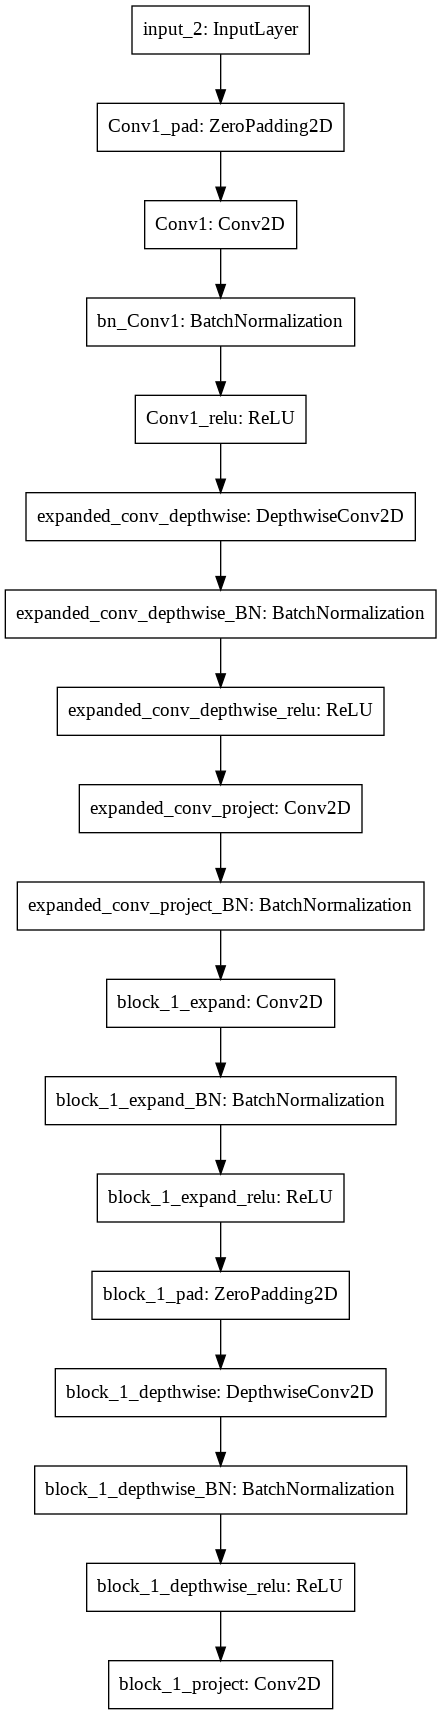 input_2: InputLayer
Conv1_pad: ZeroPadding2D
Conv1: Conv2D
bn_Conv1: BatchNormalization
Conv1_relu: ReLU
expanded_conv_depthwise: DepthwiseConv2D
expanded_conv_depthwise_BN: BatchNormalization
expanded_conv_depthwise_relu: ReLU
expanded_conv_project: Conv2D
expanded_conv_project_BN: BatchNormalization
block_1_expand: Conv2D
block_1_expand_BN: BatchNormalization
block_1_expand_relu: ReLU
block_1_pad: ZeroPadding2D
block_1_depthwise: DepthwiseConv2D
block_1_depthwise_BN: BatchNormalization
block_1_depthwise_relu: ReLU
block_1_project: Conv2D